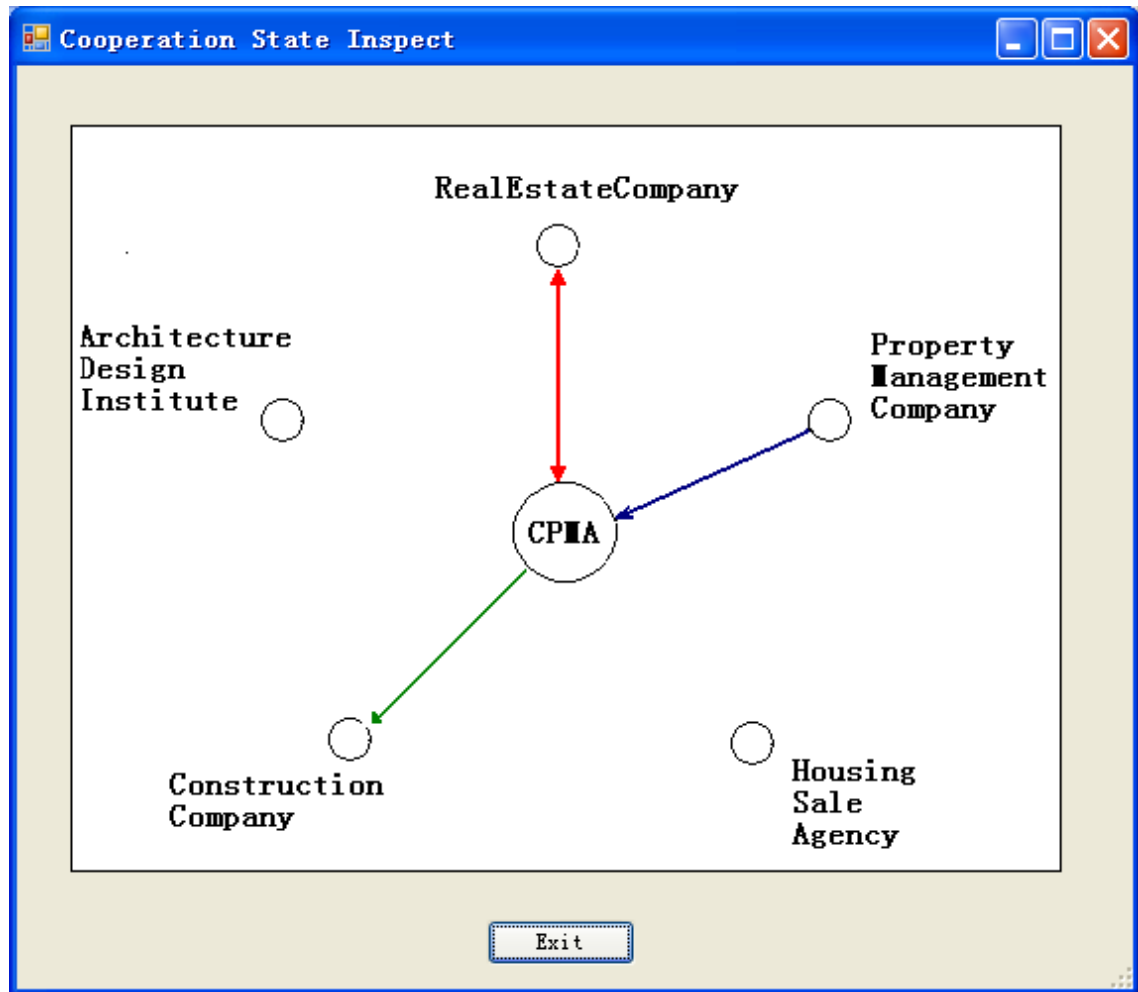 Cooperation State Inspect
RealEstateCompany
Architecture
Design
Institute
Property
Management
Company
CPMA
Construction
Company
Housing
Sale
Agency
Exit